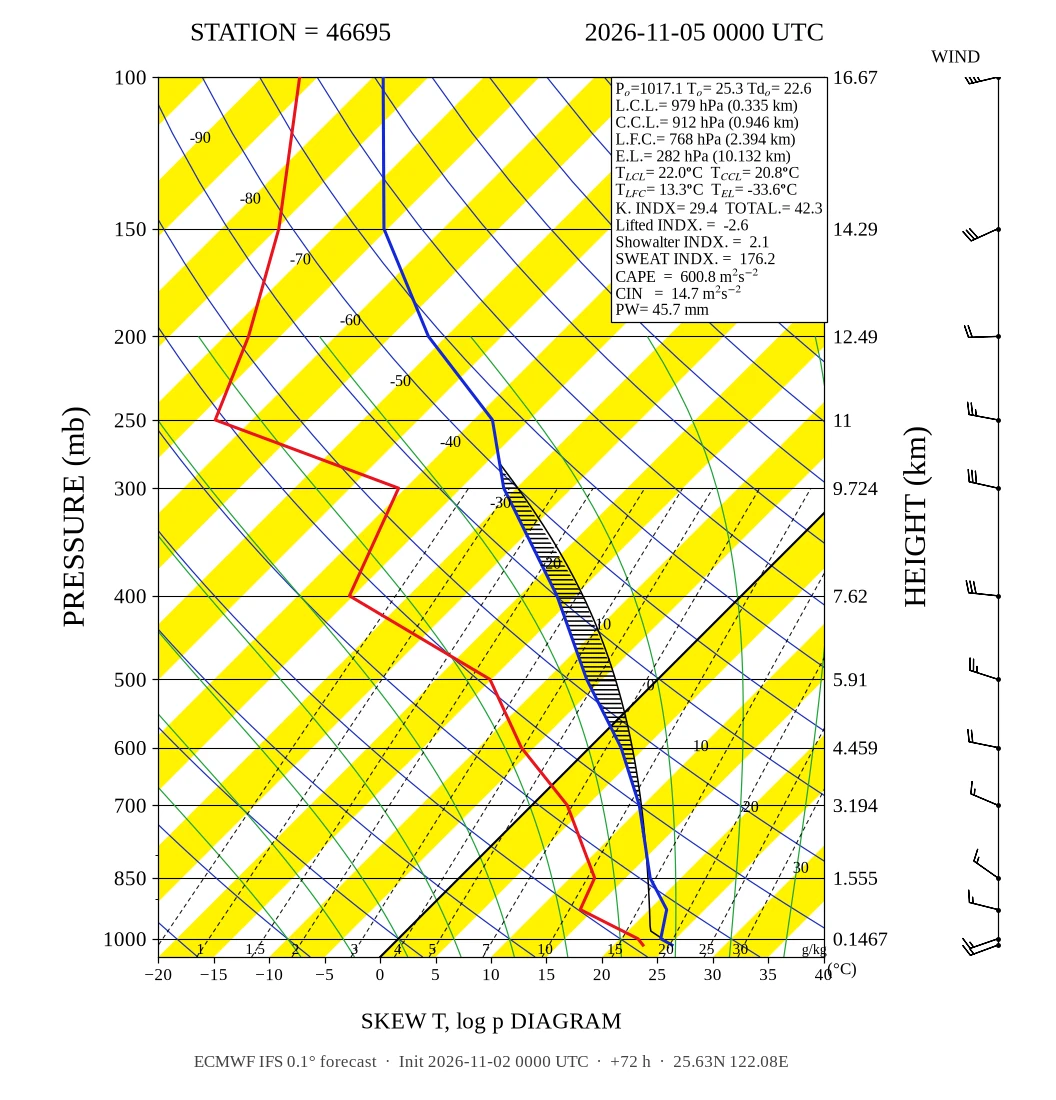 STATION = 46695
2026-11-05 0000 UTC
WIND
100
16.67
Pₒ=1017.1 Tₒ= 25.3 Tdₒ= 22.6
L.C.L.= 979 hPa (0.335 km)
C.C.L.= 912 hPa (0.946 km)
L.F.C.= 768 hPa (2.394 km)
E.L.= 282 hPa (10.132 km)
T_LCL= 22.0°C T_CCL= 20.8°C
T_LFC= 13.3°C T_EL= -33.6°C
K. INDX= 29.4 TOTAL.= 42.3
Lifted INDX. = -2.6
Showalter INDX. = 2.1
SWEAT INDX. = 176.2
CAPE = 600.8 m²s⁻²
CIN = 14.7 m²s⁻²
PW= 45.7 mm
-90
-80
150
14.29
-70
-60
200
12.49
-50
250
11
-40
300
9.724
-30
-20
400
7.62
-10
500
0
5.91
600
10
4.459
700
20
3.194
850
30
1.555
1000
0.1467
1 1.5 2 3 4 5 7 10 15 20 25 30 g/kg
−20 −15 −10 −5 0 5 10 15 20 25 30 35 40
(°C)
PRESSURE (mb)
HEIGHT (km)
SKEW T, log p DIAGRAM
ECMWF IFS 0.1° forecast · Init 2026-11-02 0000 UTC · +72 h · 25.63N 122.08E